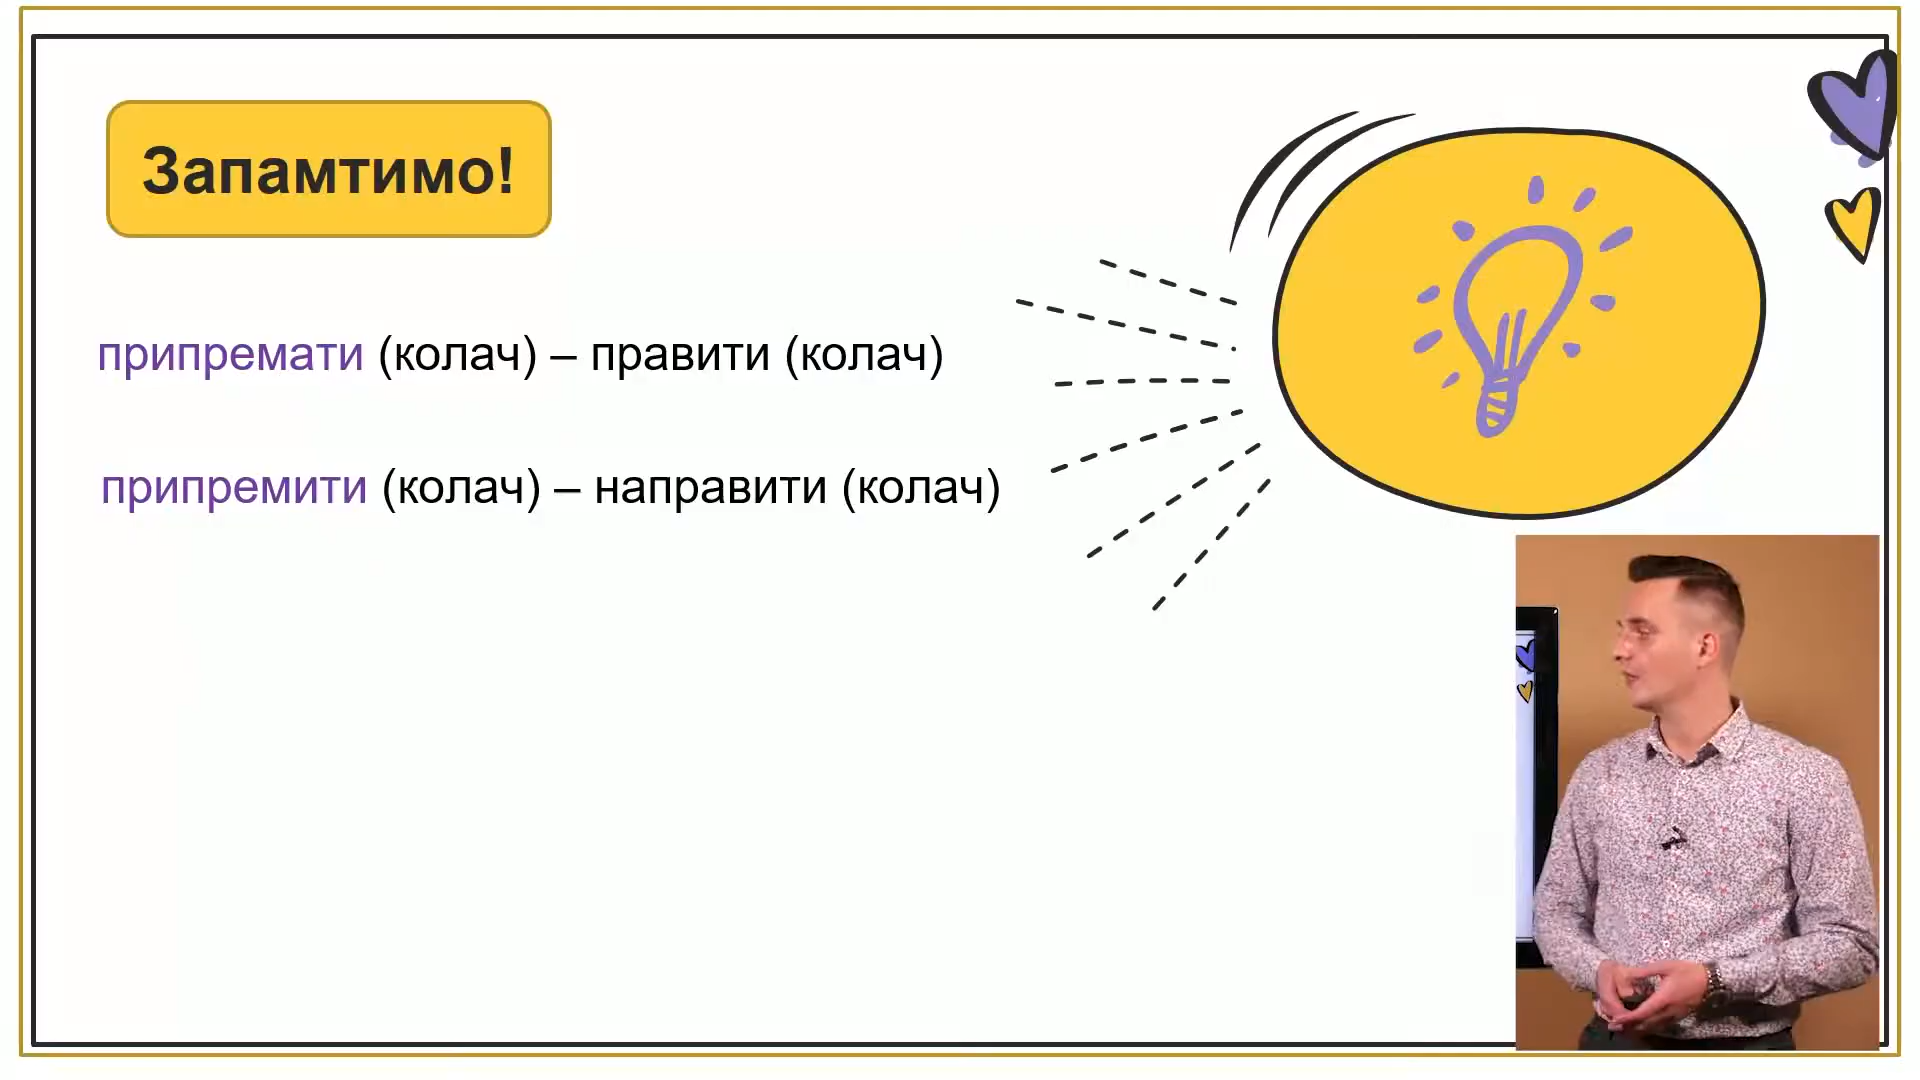 Запамтимо!
припремати (колач) – правити (колач)
припремити (колач) – направити (колач)